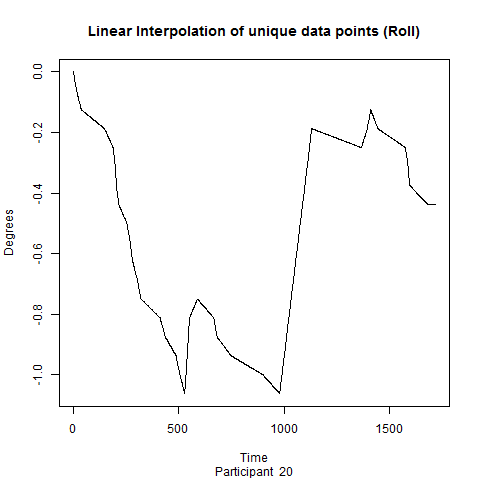 Linear Interpolation of unique data points (Roll)
0.0
-0.2
-0.4
-0.6
-0.8
-1.0
Degrees
0 500 1000 1500
Time
Participant 20